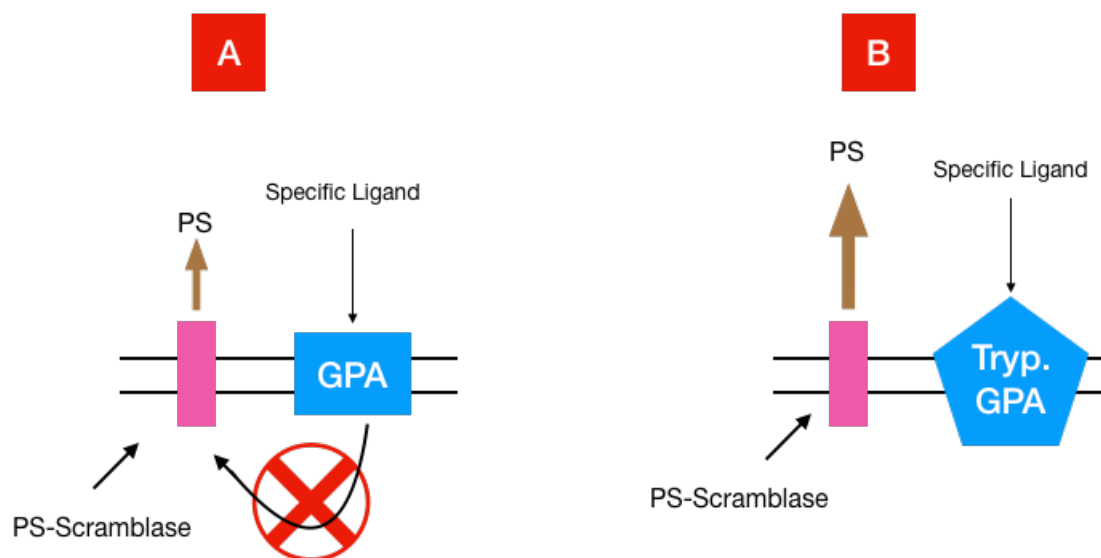 A
PS
Specific Ligand
GPA
PS-Scramblase
B
PS
Specific Ligand
Tryp.
GPA
PS-Scramblase